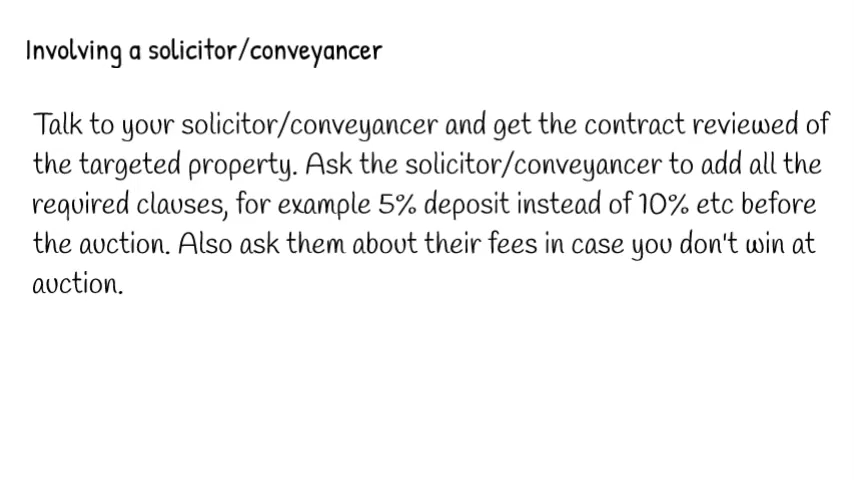 Involving a solicitor/conveyancer
Talk to your solicitor/conveyancer and get the contract reviewed of
the targeted property. Ask the solicitor/conveyancer to add all the
required clauses, for example 5% deposit instead of 10% etc before
the auction. Also ask them about their fees in case you don't win at
auction.